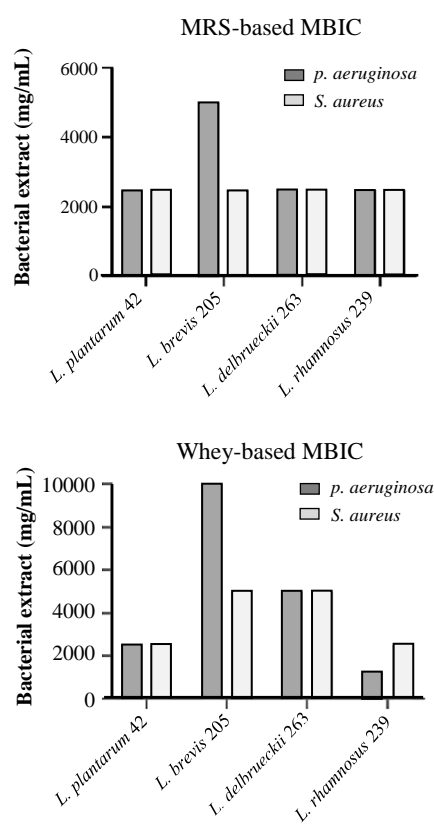 MRS-based MBIC
Bacterial extract (mg/mL)
6000
4000
2000
0
p. aeruginosa
S. aureus
L. plantarum 42
L. brevis 205
L. delbrueckii 263
L. rhamnosus 239
Whey-based MBIC
Bacterial extract (mg/mL)
10000
8000
6000
4000
2000
0
p. aeruginosa
S. aureus
L. plantarum 42
L. brevis 205
L. delbrueckii 263
L. rhamnosus 239